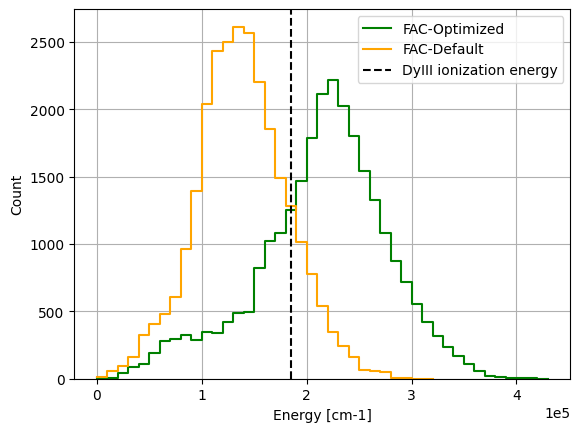 FAC-Optimized
FAC-Default
DyIII ionization energy
Count
2500
2000
1500
1000
500
0
0
1
2
3
4
1e5
Energy [cm-1]